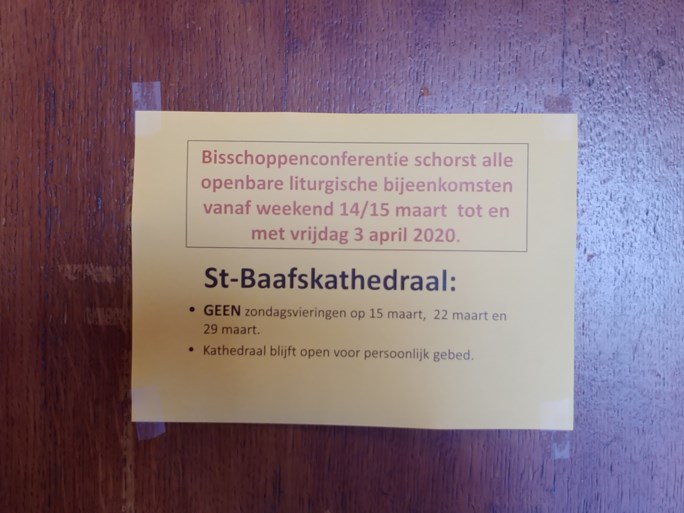 Bisschoppenconferentie schorst alle
openbare liturgische bijeenkomsten
vanaf weekend 14/15 maart tot en
met vrijdag 3 april 2020.
St-Baafskathedraal:
• GEEN zondagsvieringen op 15 maart, 22 maart en
29 maart.
• Kathedraal blijft open voor persoonlijk gebed.